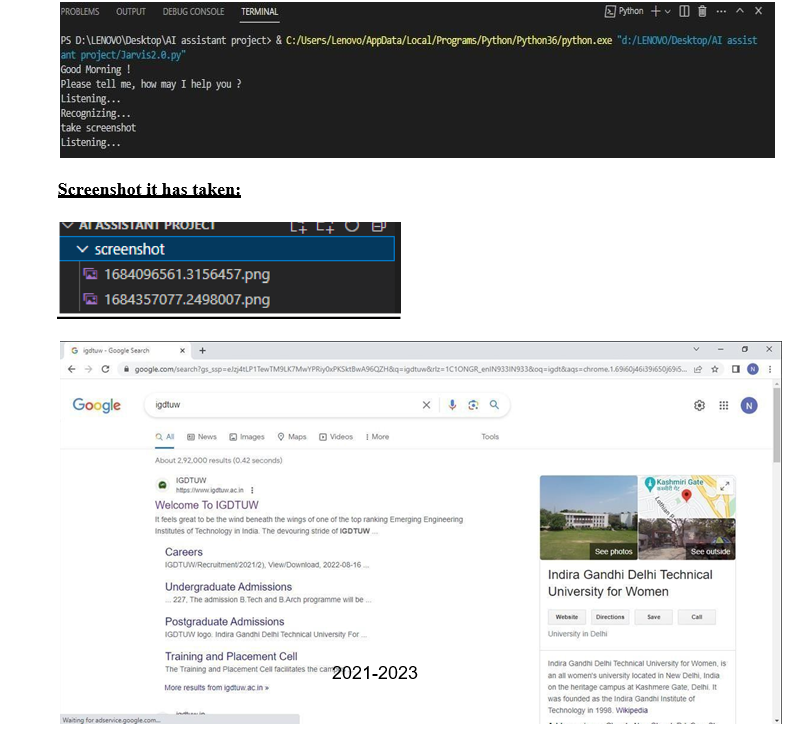 PROBLEMS OUTPUT DEBUG CONSOLE TERMINAL Python
PS D:\LENOVO\Desktop\AI assistant project> & C:/Users/Lenovo/AppData/Local/Programs/Python/Python36/python.exe "d:/LENOVO/Desktop/AI assist
ant project/Jarvis2.0.py"
Good Morning !
Please tell me, how may I help you ?
Listening...
Recognizing...
take screenshot
Listening...
Screenshot it has taken:
AI ASSISTANT PROJECT
screenshot
1684096561.3156457.png
1684357077.2498007.png
igdtuw - Google Search
google.com/search?
Google igdtuw N
All News Images Maps Videos More Tools
About 2,92,000 results (0.42 seconds)
IGDTUW
https://www.igdtuw.ac.in
Welcome To IGDTUW
It feels great to be the wind beneath the wings of one of the top ranking Emerging Engineering
Institutes of Technology in India. The devouring stride of IGDTUW ...
Careers
IGDTUW/Recruitment/2021/2), View/Download, 2022-08-16 ...
Undergraduate Admissions
... 227, The admission B.Tech and B.Arch programme will be ...
Postgraduate Admissions
IGDTUW logo. Indira Gandhi Delhi Technical University For ...
Training and Placement Cell
The Training and Placement Cell facilitates the
2021-2023
More results from igdtuw.ac.in »
Waiting for adservice.google.com...
Kashmiri Gate
See photos See outside
Indira Gandhi Delhi Technical
University for Women
Website Directions Save Call
University in Delhi
Indira Gandhi Delhi Technical University for Women, is
an all women's university located in New Delhi, India
on the heritage campus at Kashmere Gate, Delhi. It
was founded as the Indira Gandhi Institute of
Technology in 1998. Wikipedia